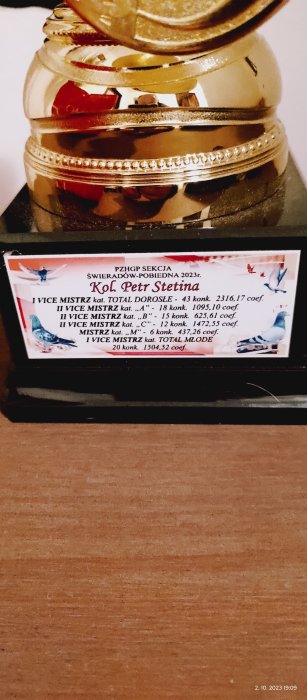 PZHGP SEKCJA
ŚWIERADÓW-POBIEDNA 2023r.
Kol. Petr Stetina
I VICE MISTRZ kat. TOTAL DOROSLE - 43 konk. 2316,17 coef.
II VICE MISTRZ kat. „A" - 18 konk. 1095,10 coef.
II VICE MISTRZ kat. „B" - 15 konk. 625,61 coef.
II VICE MISTRZ kat. „C" - 12 konk. 1472,55 coef.
MISTRZ kat. „M" - 6 konk. 437,26 coef.
I VICE MISTRZ kat. TOTAL MŁODE
20 konk. 1504,52 coef.
2. 10. 2023 19:09